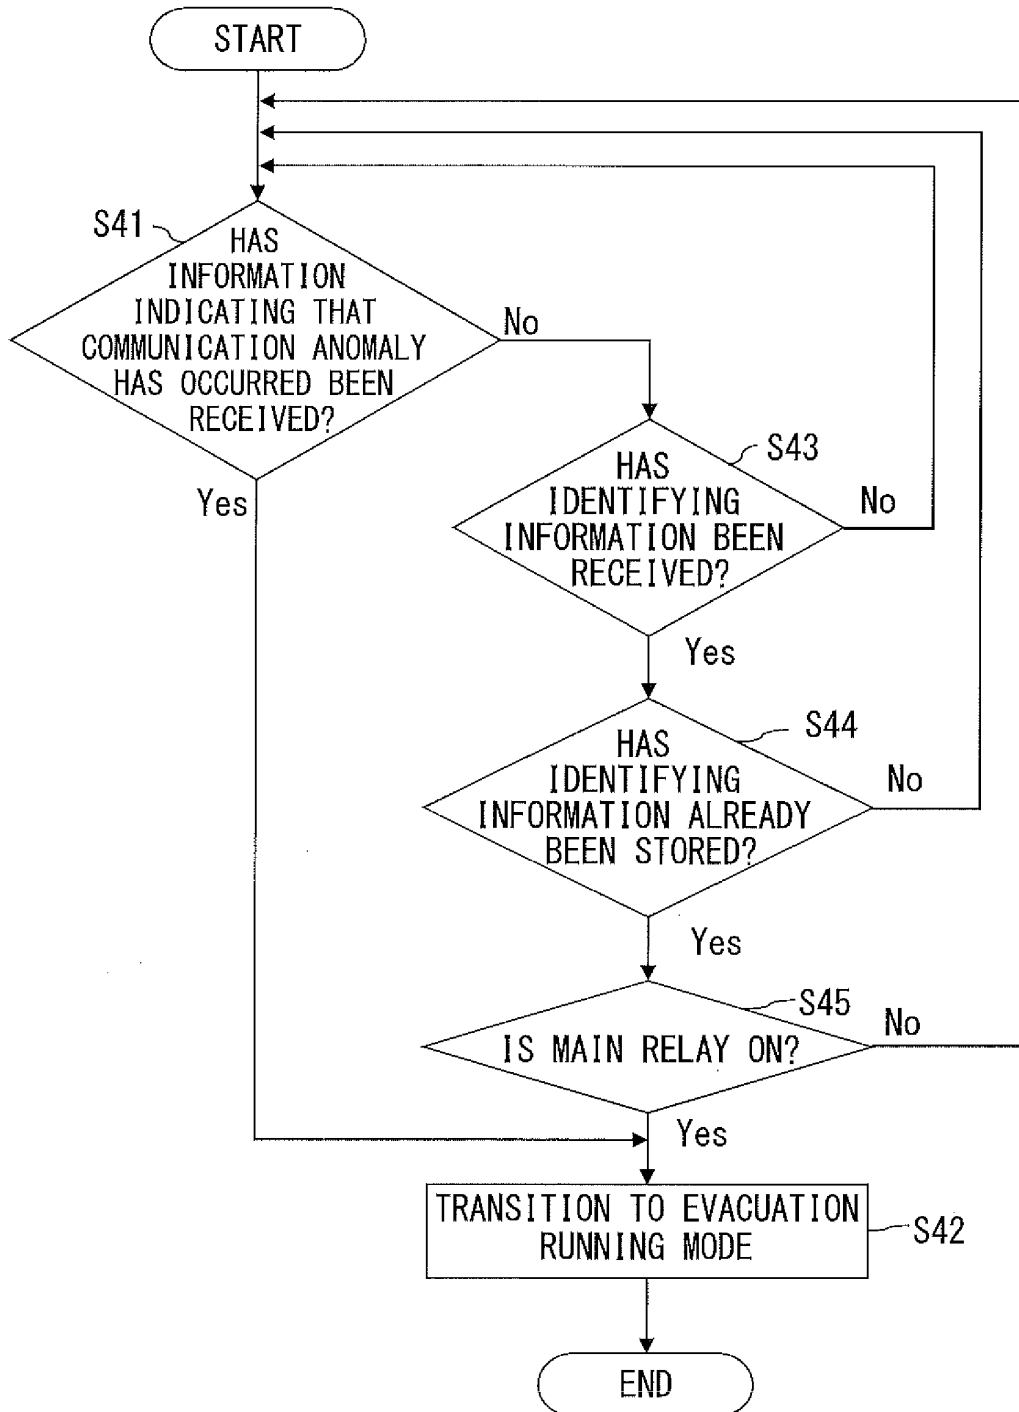 START
S41
HAS
INFORMATION
INDICATING THAT
COMMUNICATION ANOMALY
HAS OCCURRED BEEN
RECEIVED?
No
Yes
S43
HAS
IDENTIFYING
INFORMATION BEEN
RECEIVED?
No
Yes
S44
HAS
IDENTIFYING
INFORMATION ALREADY
BEEN STORED?
No
Yes
S45
IS MAIN RELAY ON?
No
Yes
TRANSITION TO EVACUATION
RUNNING MODE
S42
END